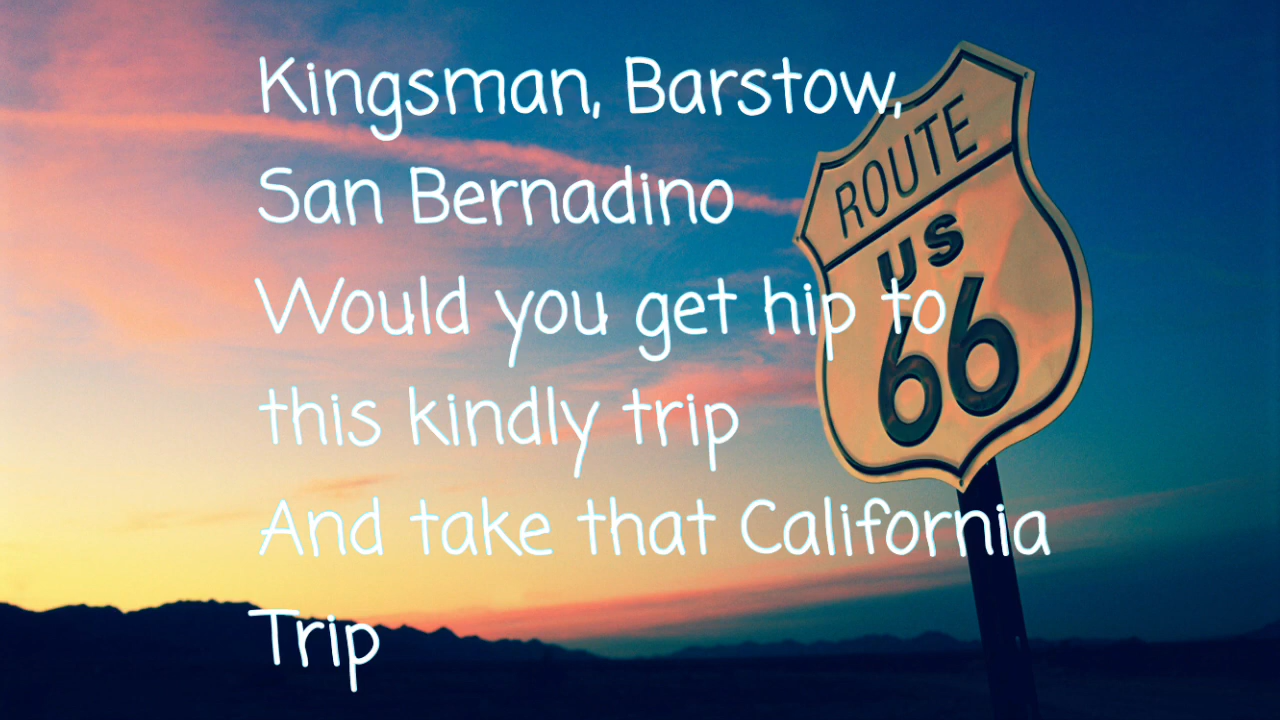 Kingsman, Barstow,
San Bernadino
Would you get hip to
this kindly trip
And take that California
Trip
ROUTE
US
66